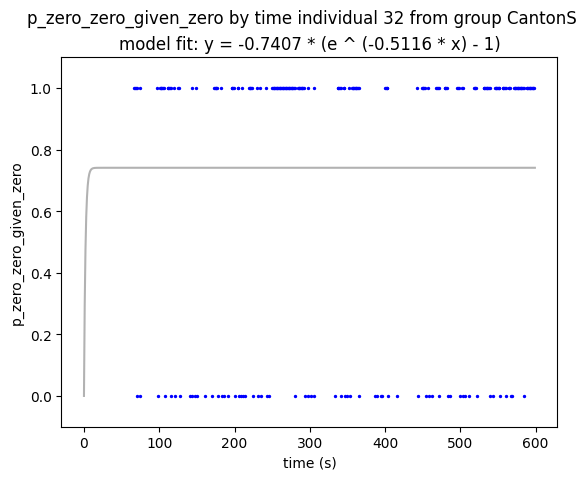 p_zero_zero_given_zero by time individual 32 from group CantonS
model fit: y = -0.7407 * (e ^ (-0.5116 * x) - 1)
1.0
0.8
0.6
0.4
0.2
0.0
p_zero_zero_given_zero
0 100 200 300 400 500 600
time (s)